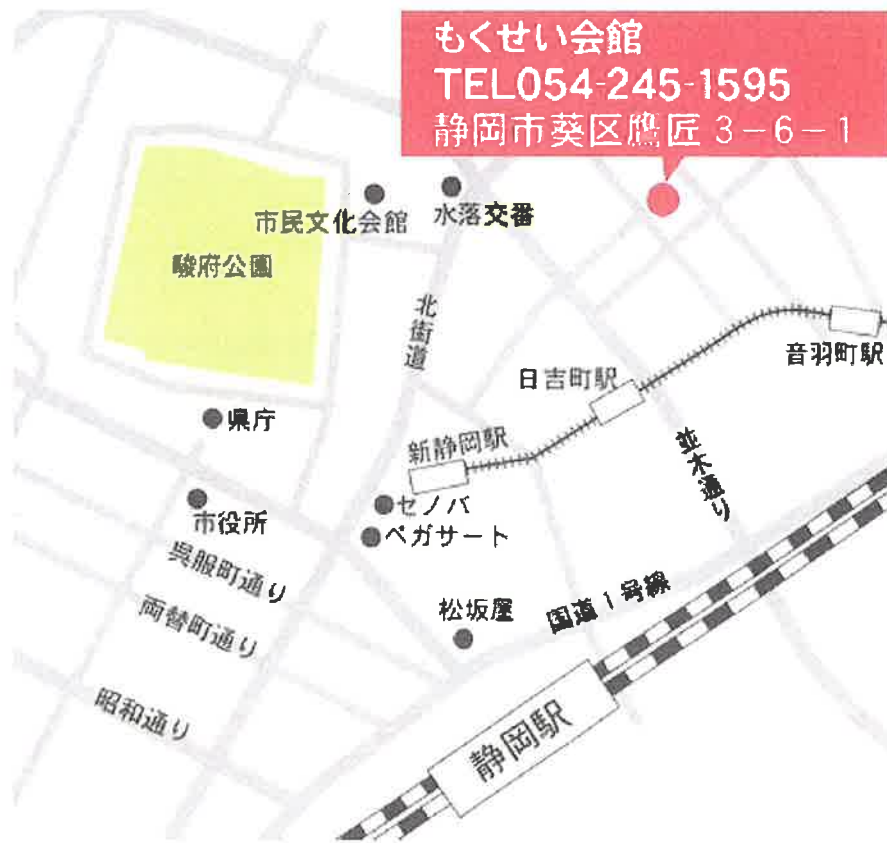 もくせい会館
TEL054-245-1595
静岡市葵区鷹匠3-6-1
市民文化会館
水落交番
駿府公園
北街道
音羽町駅
日吉町駅
県庁
新静岡駅
並木通り
セノバ
市役所
ペガサート
呉服町通り
国道1号線
両替町通り
松坂屋
昭和通り
静岡駅